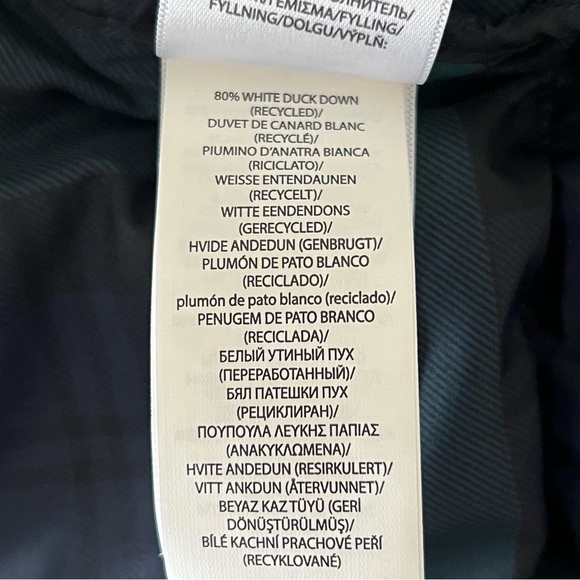 НИТЕЛЬ/
FYLLING/
FYLLNING/DOLGU/VÝPLŇ:
80% WHITE DUCK DOWN
(RECYCLED)/
DUVET DE CANARD BLANC
(RECYCLÉ)/
PIUMINO D'ANATRA BIANCA
(RICICLATO)/
WEISSE ENTENDAUNEN
(RECYCELT)/
WITTE EENDENDONS
(GERECYCLED)/
HVIDE ANDEDUN (GENBRUGT)/
PLUMÓN DE PATO BLANCO
(RECICLADO)/
plumón de pato blanco (reciclado)/
PENUGEM DE PATO BRANCO
(RECICLADA)/
БЕЛЫЙ УТИНЫЙ ПУХ
(ПЕРЕРАБОТАННЫЙ)/
БЯЛ ПАТЕШКИ ПУХ
(РЕЦИКЛИРАН)/
ΠΟΥΠΟΥΛΑ ΛΕΥΚΗΣ ΠΑΠΙΑΣ
(ΑΝΑΚΥΚΛΩΜΕΝΑ)/
HVITE ANDEDUN (RESIRKULERT)/
VITT ANKDUN (ÅTERVUNNET)/
BEYAZ KAZ TÜYÜ (GERİ
DÖNÜŞTÜRÜLMÜŞ)/
BÍLÉ KACHNÍ PRACHOVÉ PEŘÍ
(RECYKLOVANÉ)